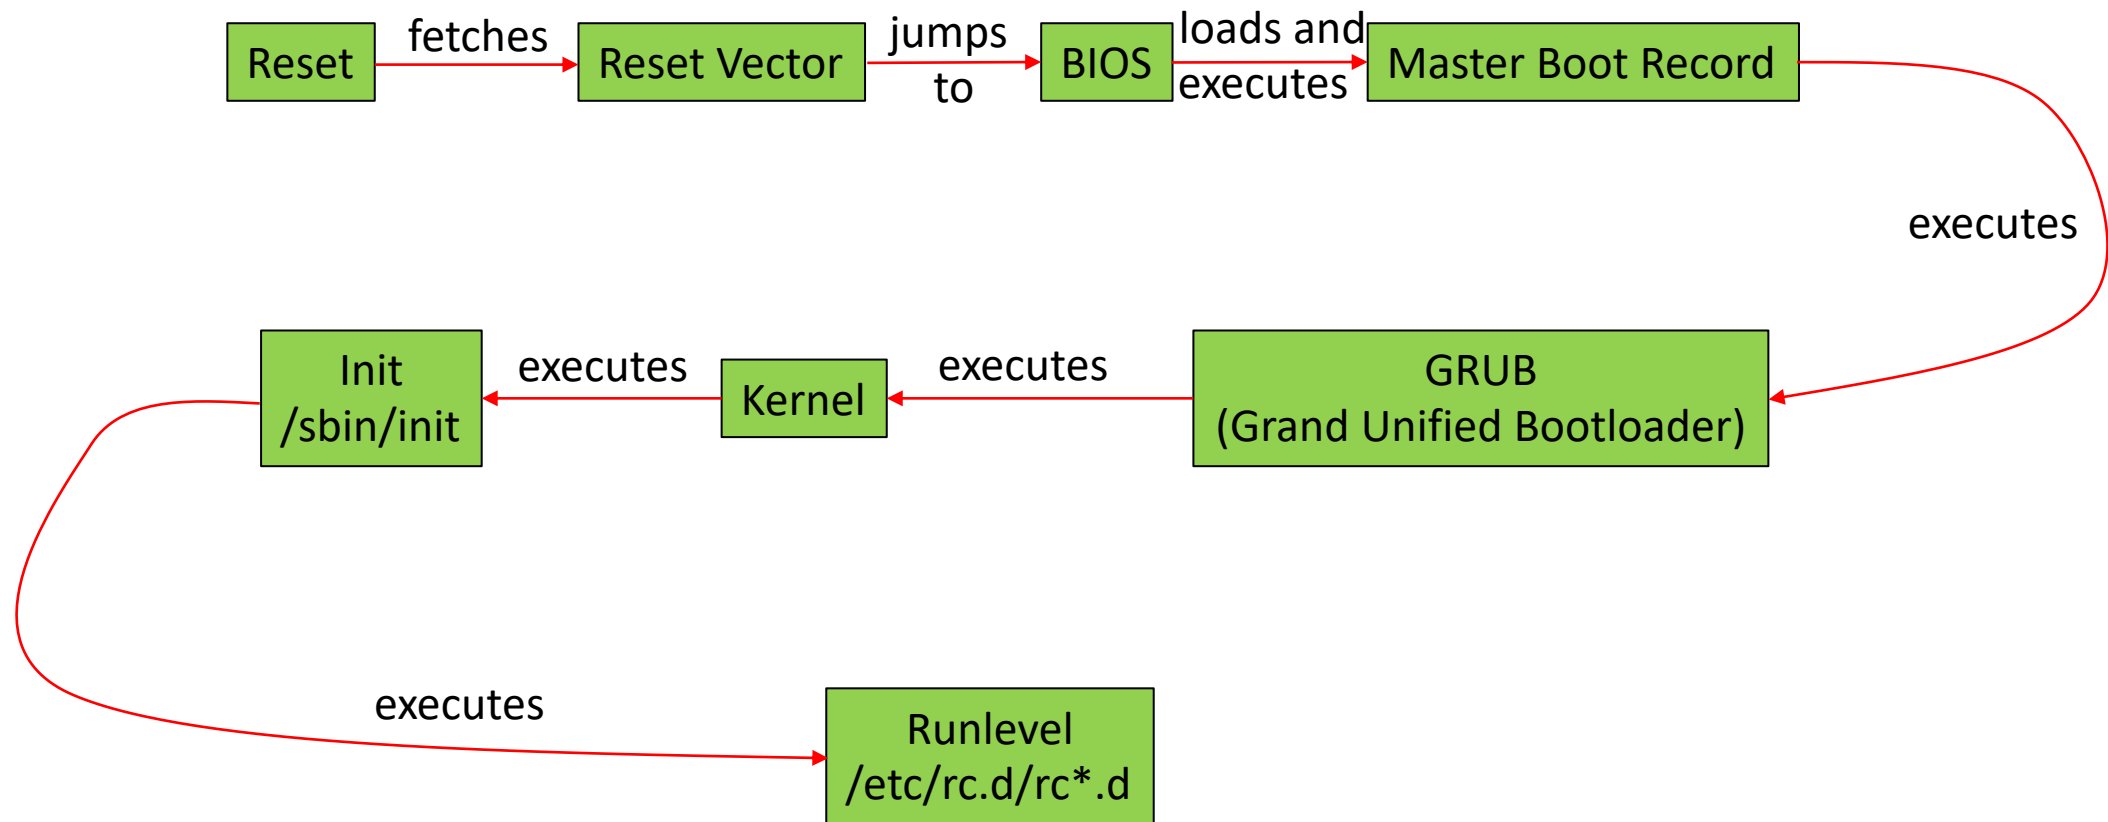 Reset
fetches
Reset Vector
jumps
to
BIOS
loads and
executes
Master Boot Record
executes
GRUB
(Grand Unified Bootloader)
executes
Kernel
executes
Init
/sbin/init
executes
Runlevel
/etc/rc.d/rc*.d